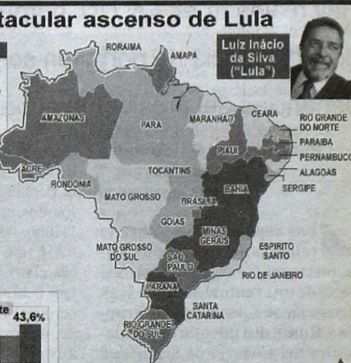 tacular ascenso de Lula
Luiz Inácio
da Silva
("Lula")
RORAIMA
AMAPA
AMAZONAS
PARA
MARANHAO
CEARA
RIO GRANDE
DO NORTE
PARAIBA
PERNAMBUCO
ALAGOAS
SERGIPE
PIAUI
ACRE
RONDONIA
TOCANTINS
MATO GROSSO
BRASILIA
BAHIA
GOIAS
MINAS
GERAIS
MATO GROSSO
DO SUL
ESPIRITO
SANTO
SAO
PAULO
RIO DE JANEIRO
PARANA
SANTA
CATARINA
RIO GRANDE
DO SUL
43,6%